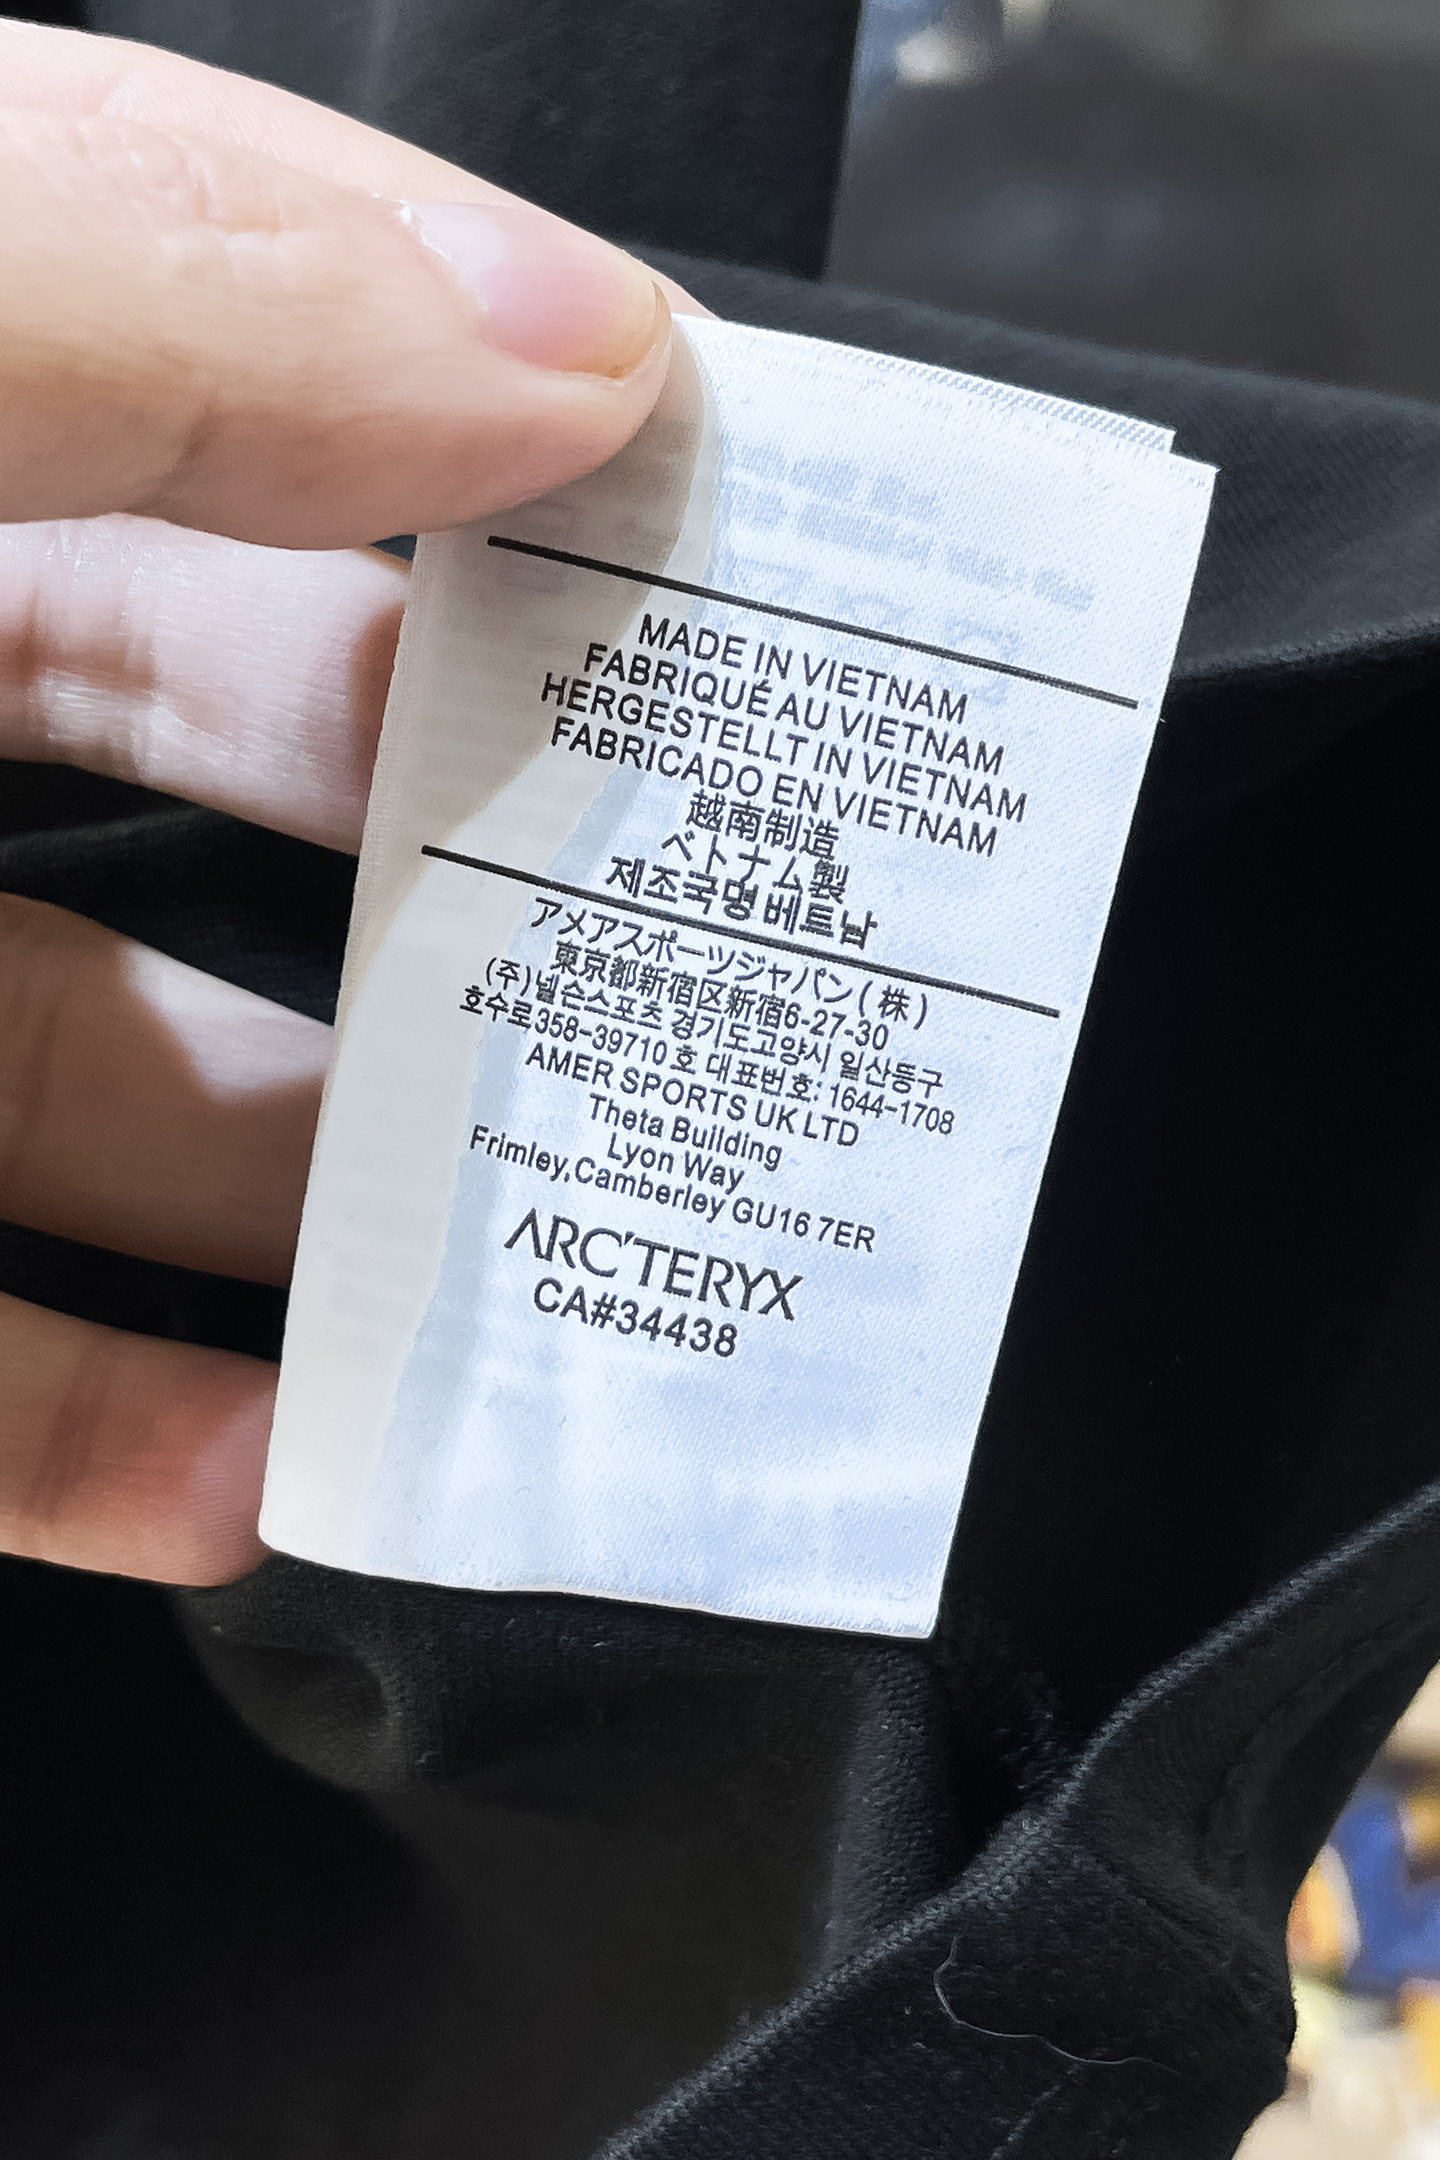 MADE IN VIETNAM
FABRIQUÉ AU VIETNAM
HERGESTELLT IN VIETNAM
FABRICADO EN VIETNAM
越南制造
ベトナム製
제조국명 베트남
アメアスポーツジャパン(株)
東京都新宿区新宿6-27-30
(주)넬슨스포츠 경기도고양시 일산동구
호수로358-39710 호 대표번호: 1644-1708
AMER SPORTS UK LTD
Theta Building
Lyon Way
Frimley,Camberley GU16 7ER
ARC'TERYX
CA#34438